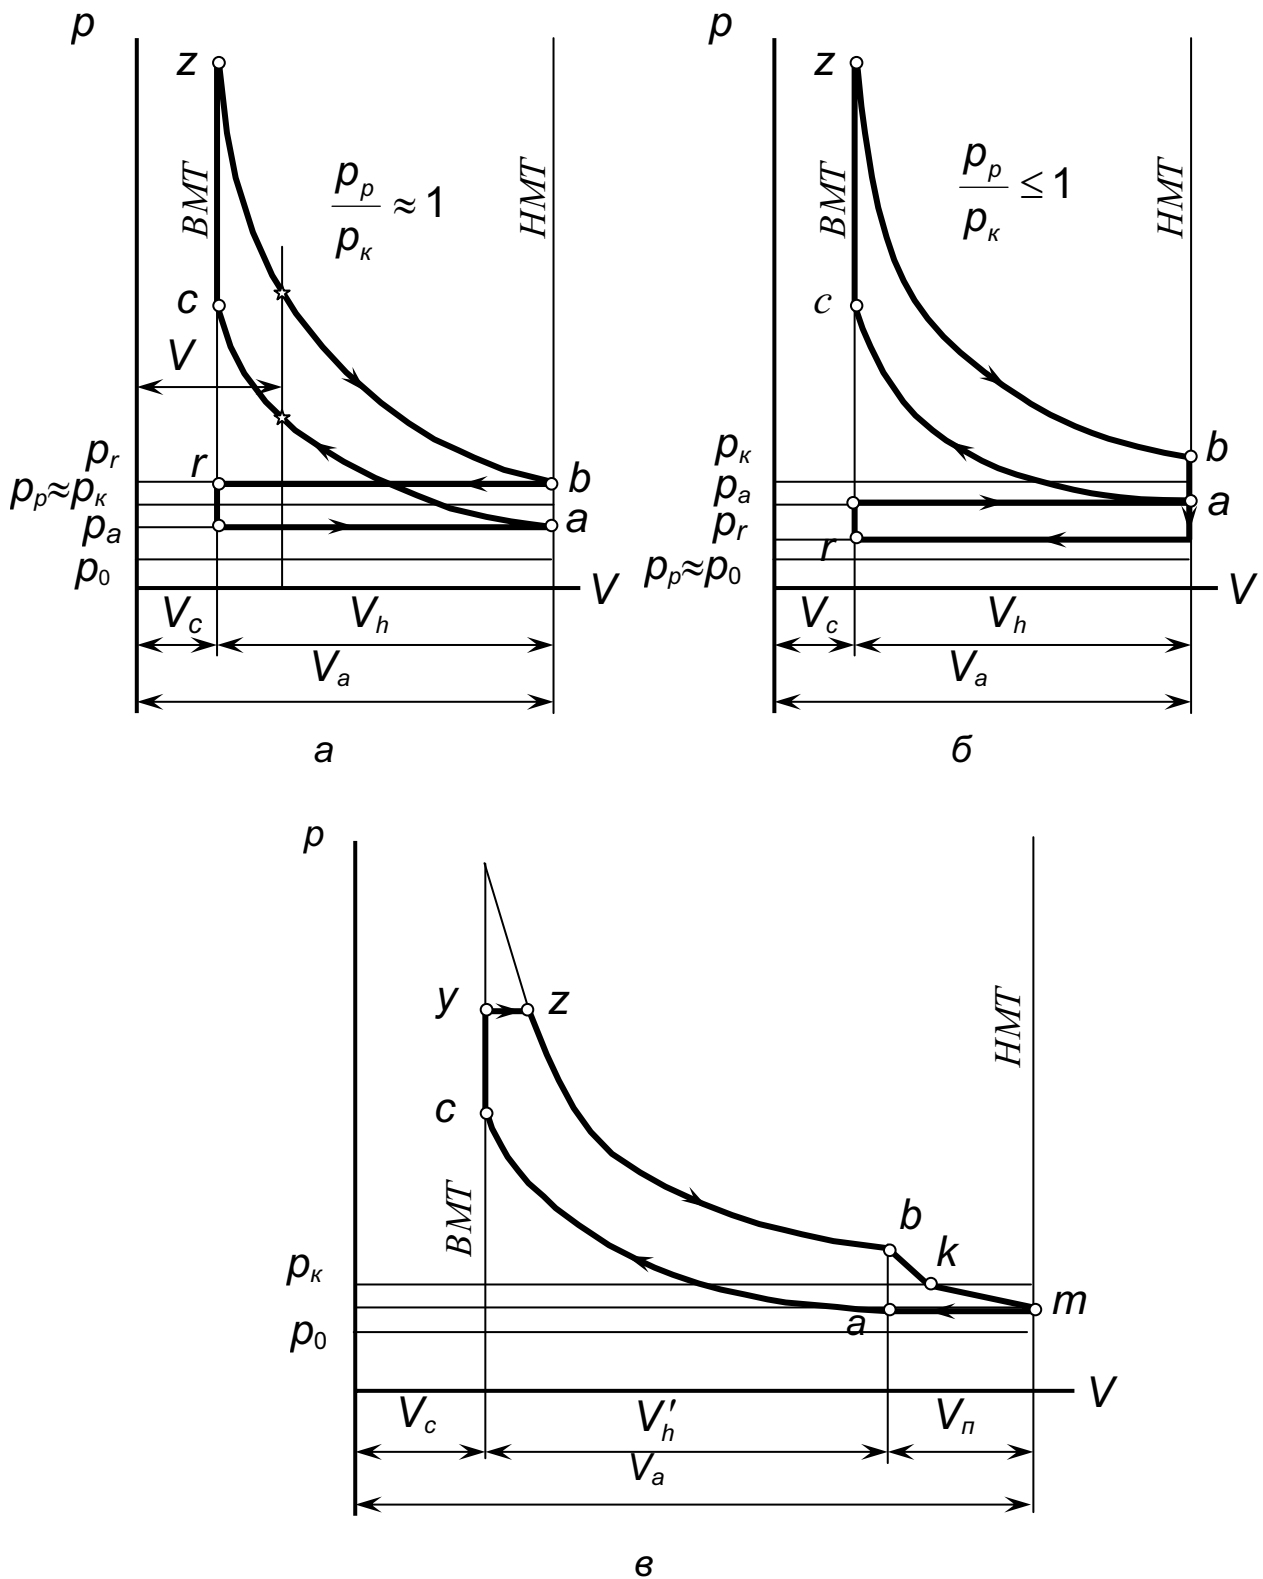 p
z
ВМТ
НМТ
p_p/p_к ≈ 1
c
V
p_r
r
b
p_p≈p_к
p_a
a
p_0
V
V_c
V_h
V_a
а
p
z
ВМТ
НМТ
p_p/p_к ≤ 1
c
p_к
b
p_a
a
p_r
r
p_p≈p_0
V
V_c
V_h
V_a
б
p
y
z
НМТ
c
ВМТ
b
k
p_к
m
a
p_0
V
V_c
V′_h
V_п
V_a
в